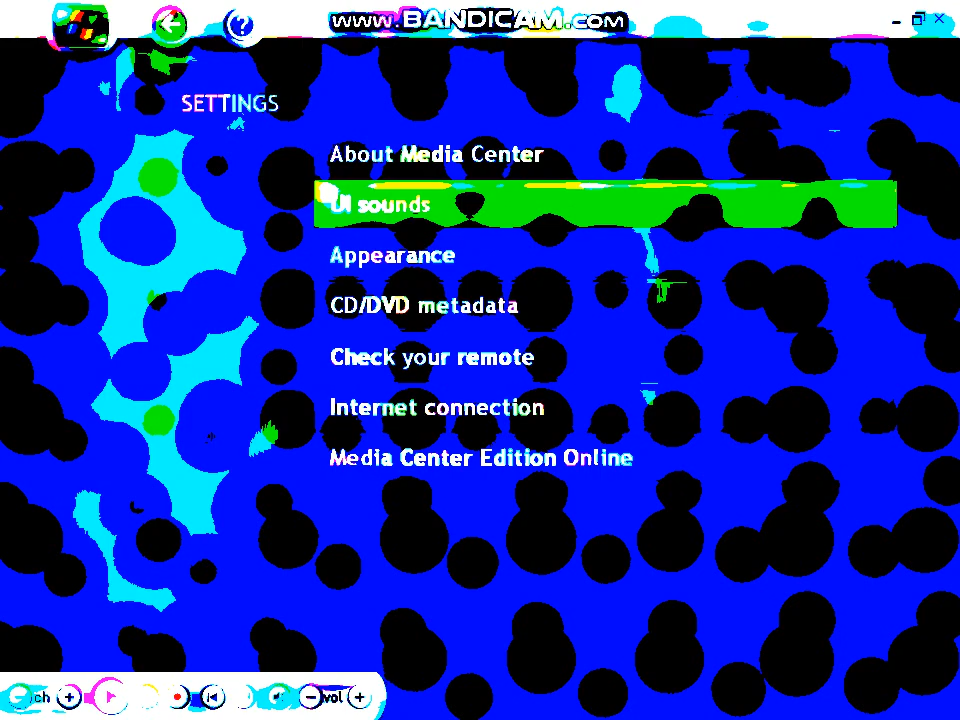 www.BANDICAM.com
SETTINGS
About Media Center
UI sounds
Appearance
CD/DVD metadata
Check your remote
Internet connection
Media Center Edition Online
ch
vol